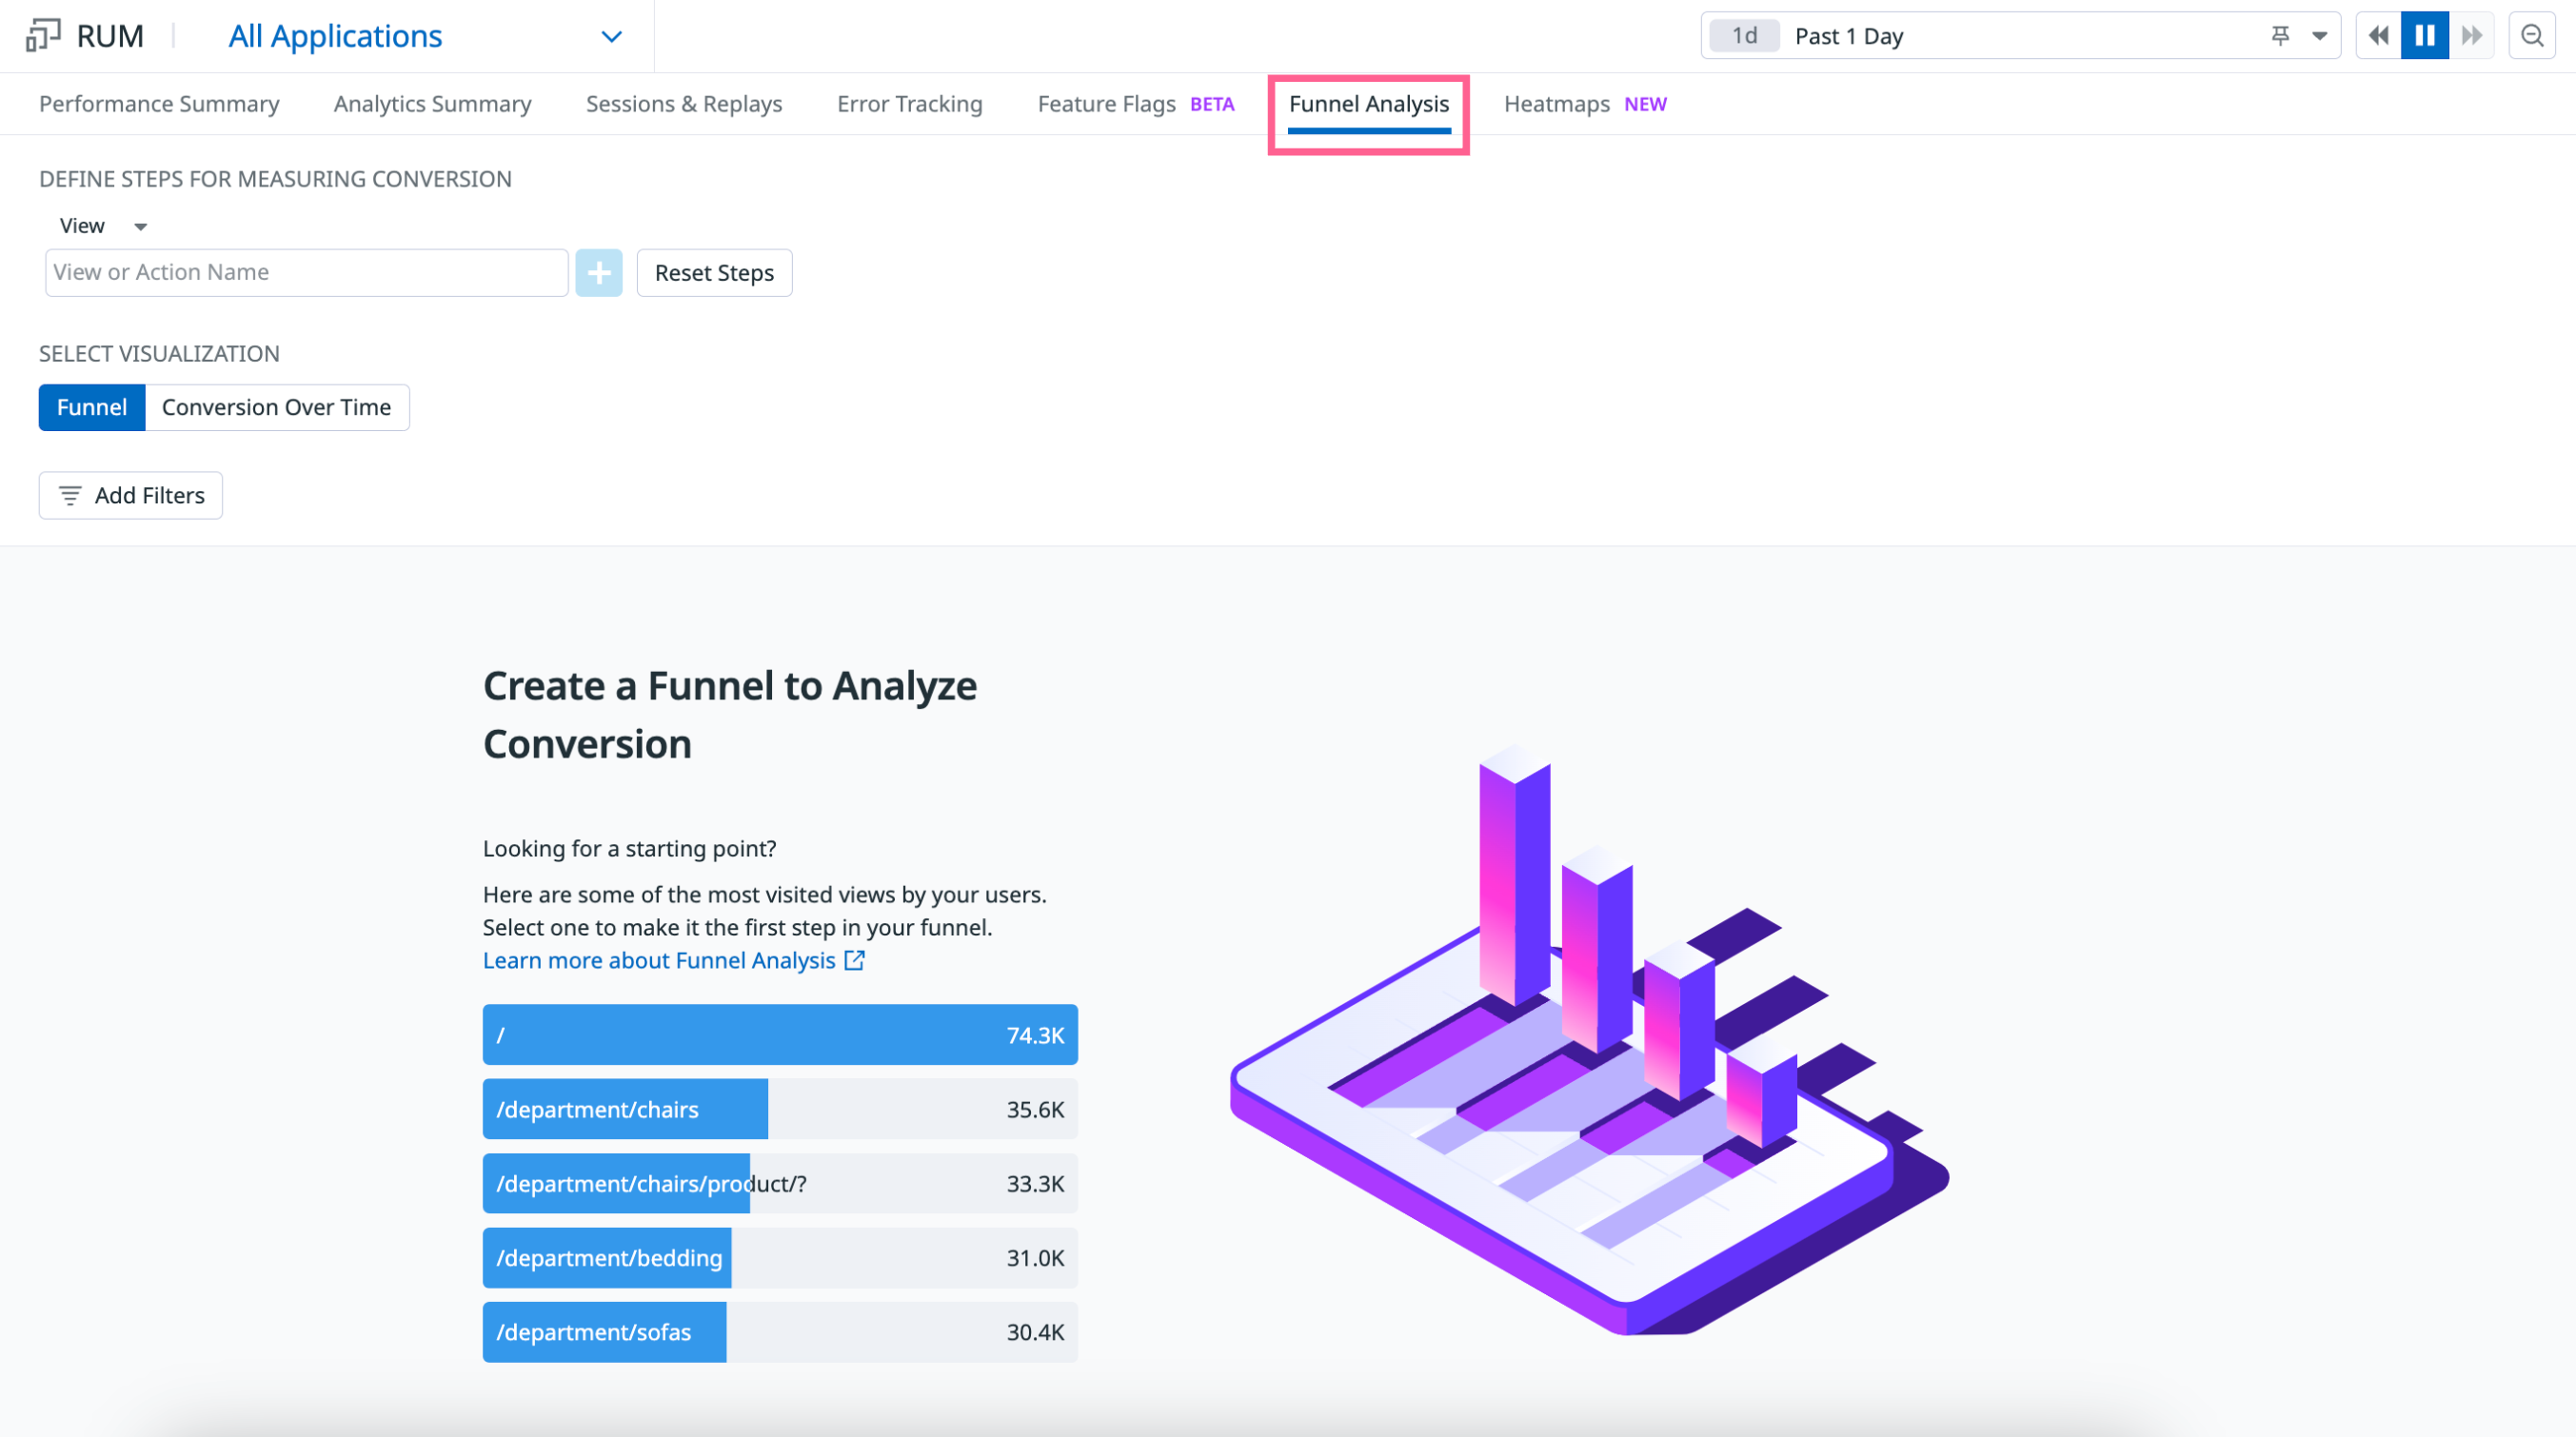 RUM
All Applications
1d Past 1 Day
Performance Summary Analytics Summary Sessions & Replays Error Tracking Feature Flags BETA Funnel Analysis Heatmaps NEW
DEFINE STEPS FOR MEASURING CONVERSION
View
View or Action Name
Reset Steps
SELECT VISUALIZATION
Funnel Conversion Over Time
Add Filters
Create a Funnel to Analyze
Conversion
Looking for a starting point?
Here are some of the most visited views by your users.
Select one to make it the first step in your funnel.
Learn more about Funnel Analysis
/ 74.3K
/department/chairs 35.6K
/department/chairs/product/? 33.3K
/department/bedding 31.0K
/department/sofas 30.4K